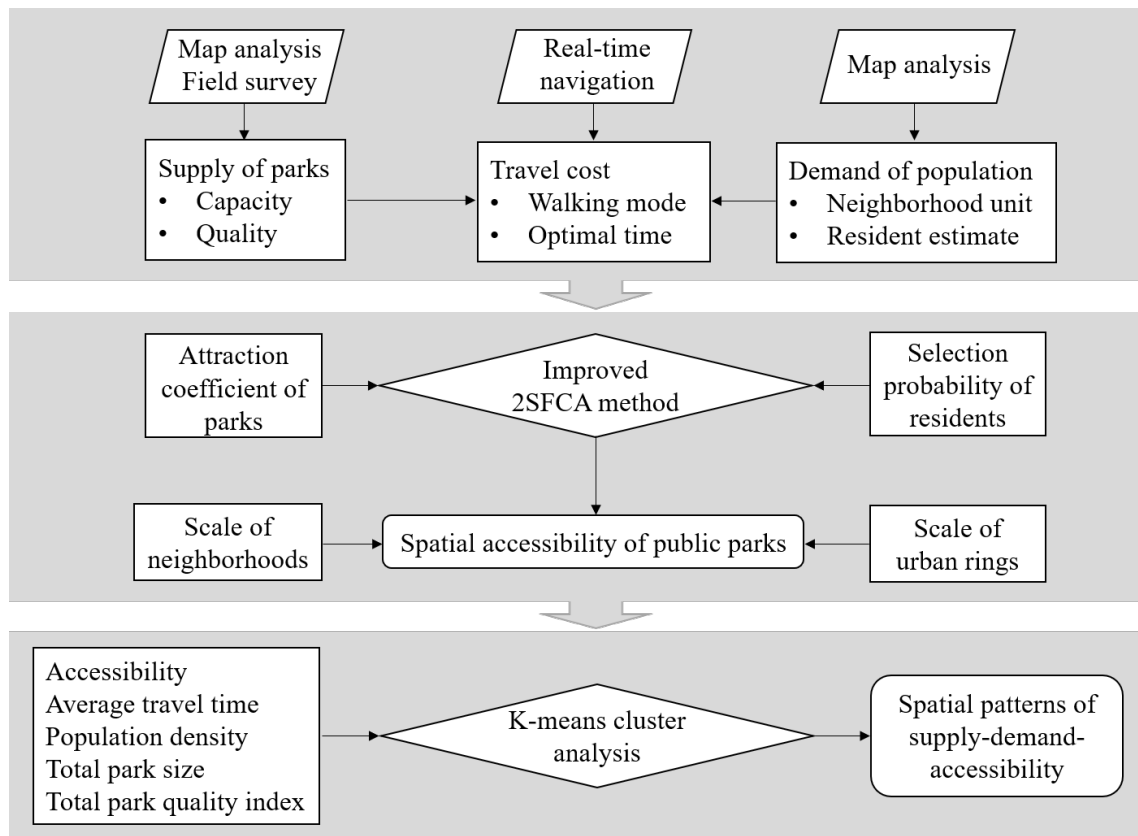 Map analysis
Field survey
Real-time
navigation
Map analysis
Supply of parks
• Capacity
• Quality
Travel cost
• Walking mode
• Optimal time
Demand of population
• Neighborhood unit
• Resident estimate
Attraction
coefficient of
parks
Improved
2SFCA method
Selection
probability of
residents
Scale of
neighborhoods
Spatial accessibility of public parks
Scale of
urban rings
Accessibility
Average travel time
Population density
Total park size
Total park quality index
K-means cluster
analysis
Spatial patterns of
supply-demand-
accessibility